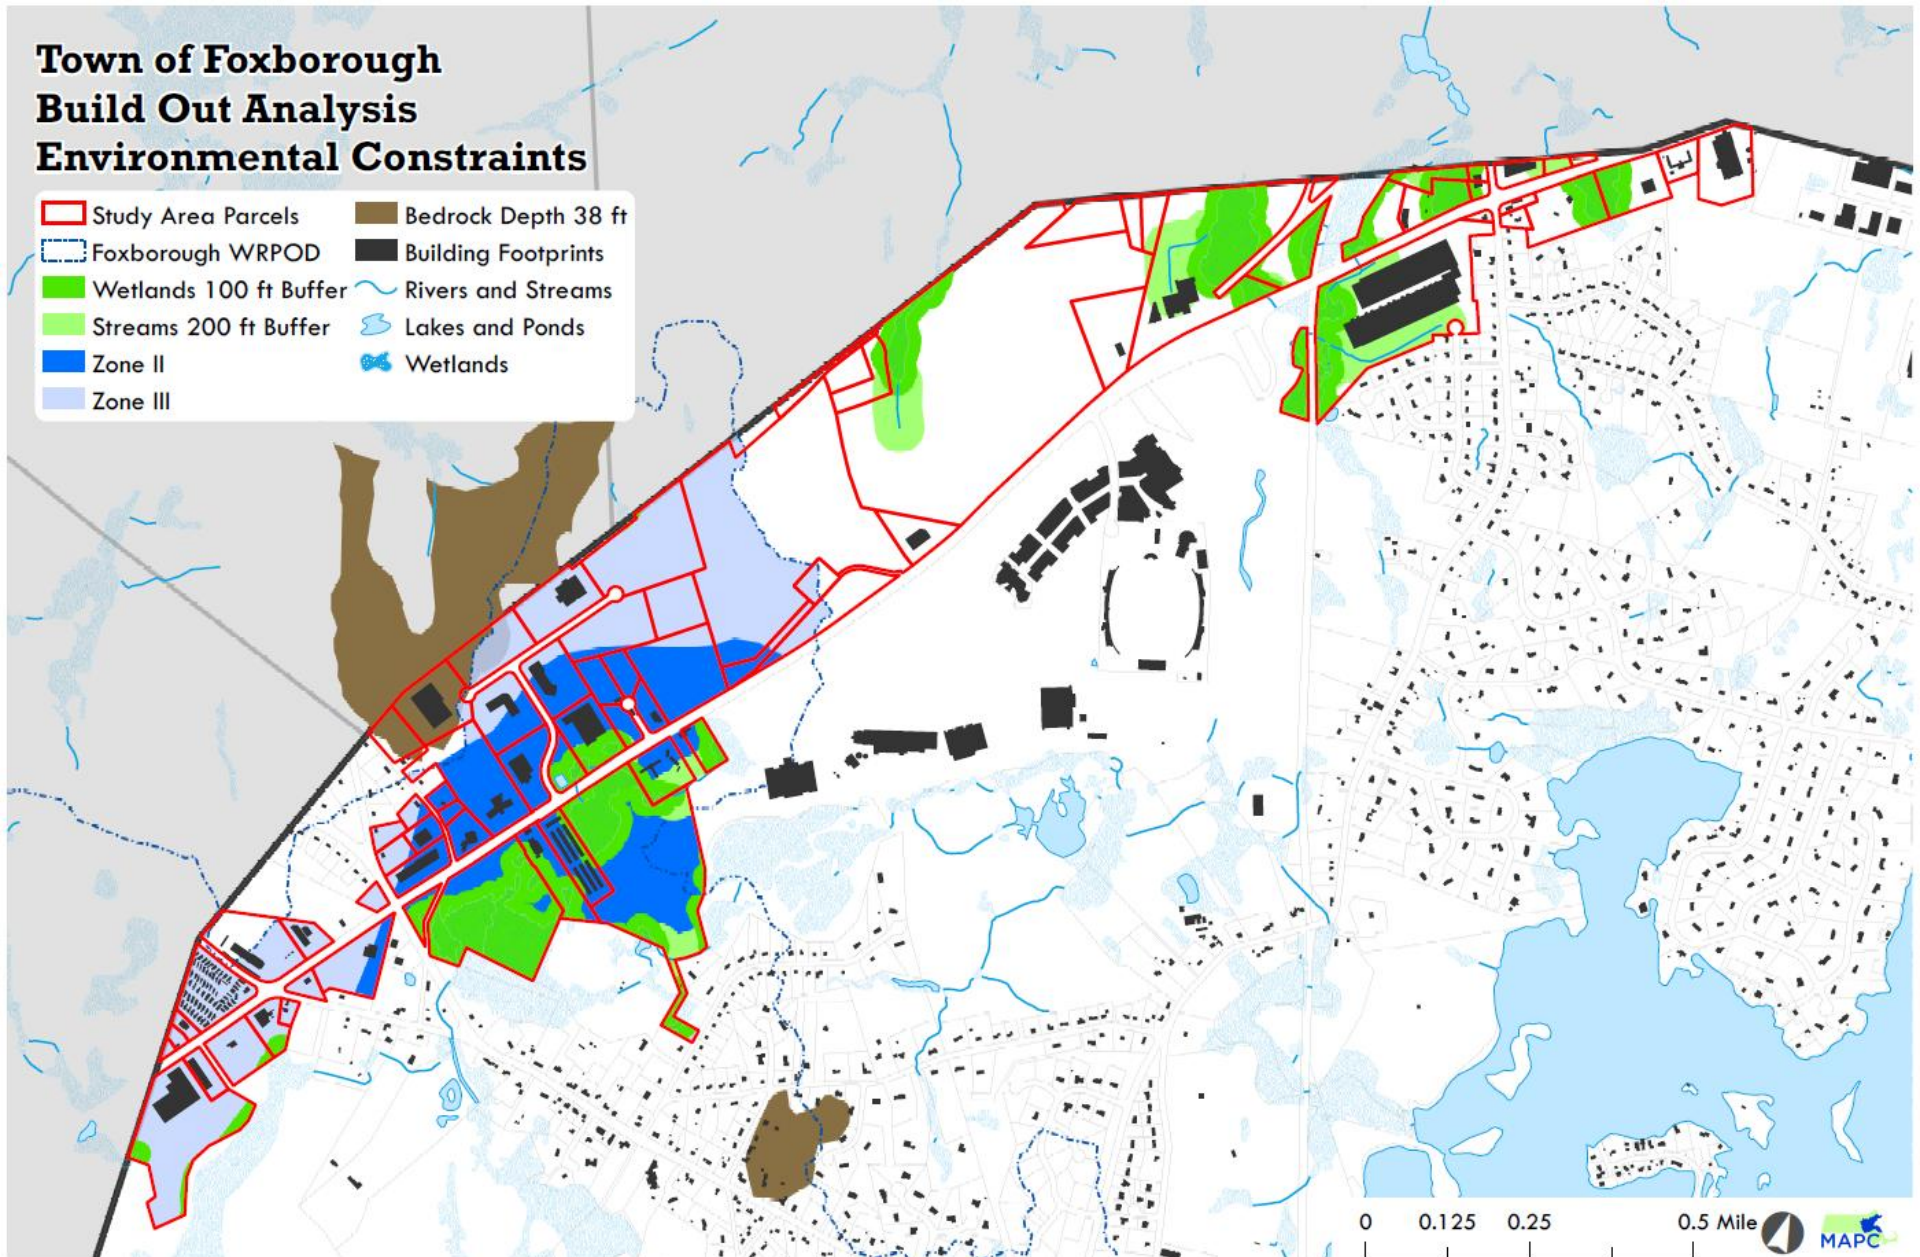 Town of Foxborough
Build Out Analysis
Environmental Constraints
Study Area Parcels
Foxborough WRPOD
Wetlands 100 ft Buffer
Streams 200 ft Buffer
Zone II
Zone III
Bedrock Depth 38 ft
Building Footprints
Rivers and Streams
Lakes and Ponds
Wetlands
0 0.125 0.25 0.5 Mile
MAPC